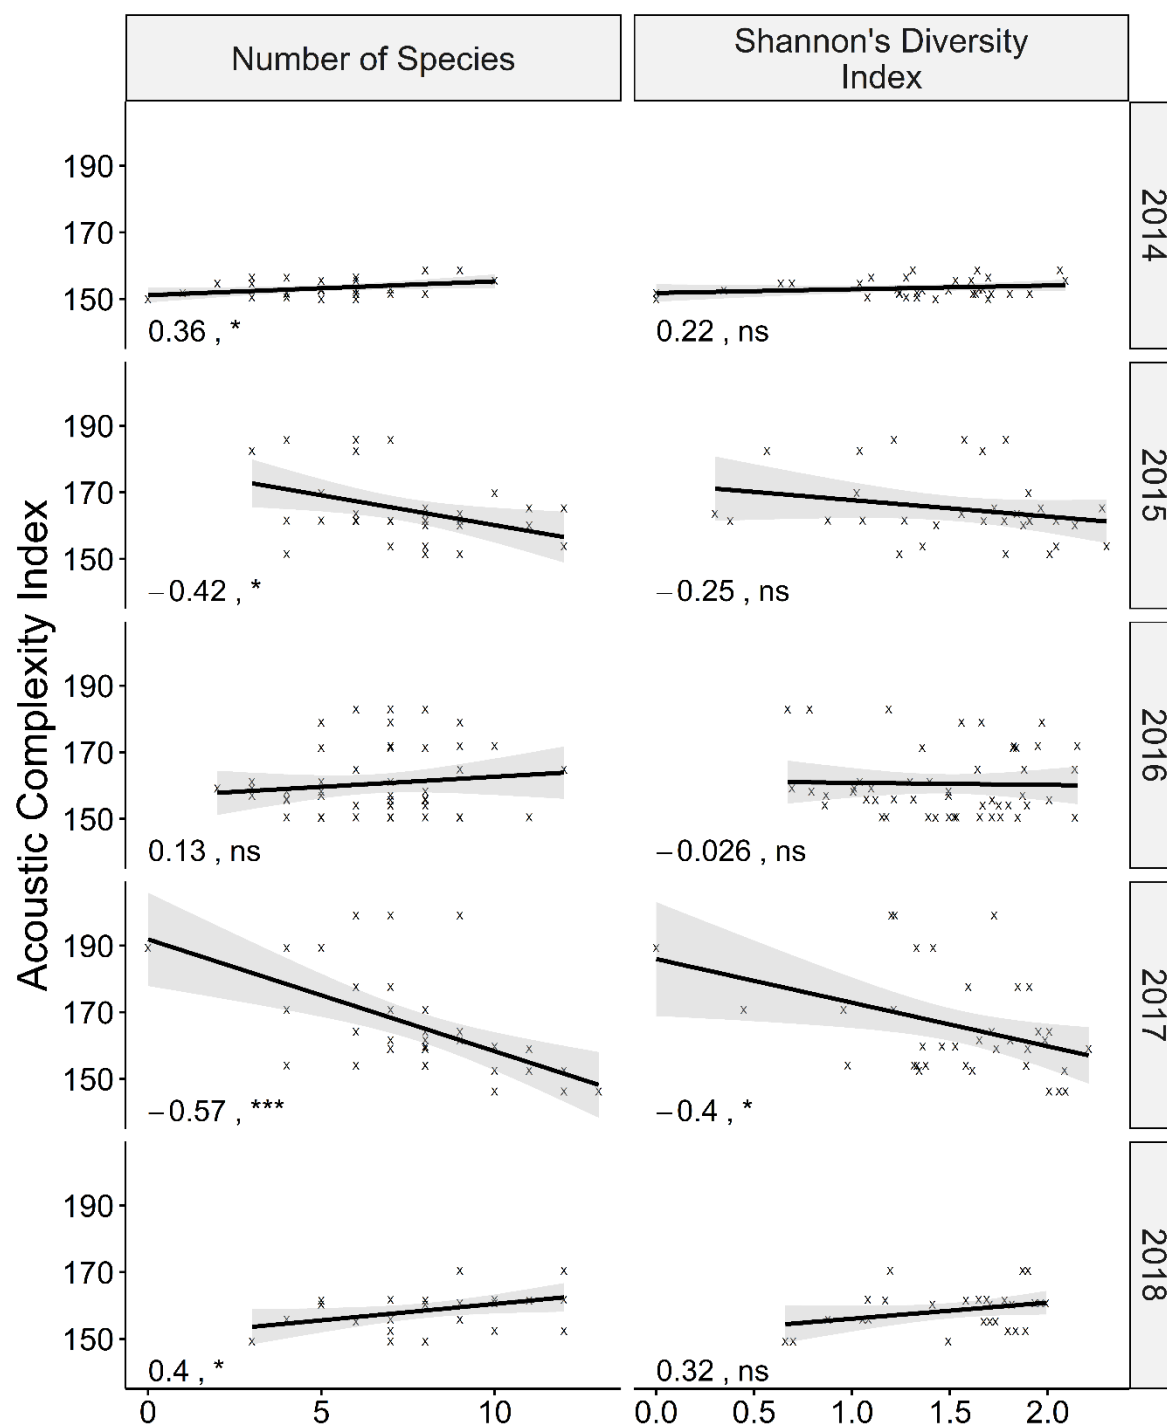 Number of Species
Shannon's Diversity
Index
Acoustic Complexity Index
190
170
150
0.36 , *
0.22 , ns
2014
190
170
150
−0.42 , *
−0.25 , ns
2015
190
170
150
0.13 , ns
−0.026 , ns
2016
190
170
150
−0.57 , ***
−0.4 , *
2017
190
170
150
0.4 , *
0.32 , ns
2018
0 5 10
0.0 0.5 1.0 1.5 2.0